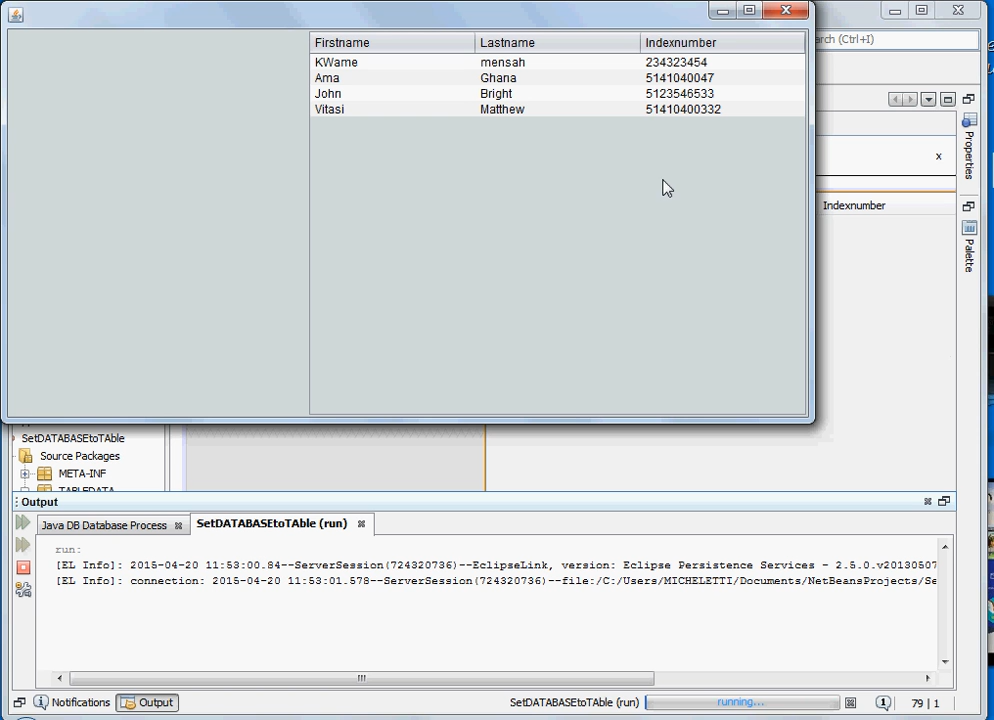 Firstname Lastname Indexnumber
KWame mensah 234323454
Ama Ghana 5141040047
John Bright 5123546533
Vitasi Matthew 51410400332
arch (Ctrl+I)
x
Properties
Indexnumber
Palette
SetDATABASEtoTAble
Source Packages
META-INF
TABLEDATA
Output
Java DB Database Process SetDATABASEtoTAble (run)
run:
[EL Info]: 2015-04-20 11:53:00.84--ServerSession(724320736)--EclipseLink, version: Eclipse Persistence Services - 2.5.0.v20130507
[EL Info]: connection: 2015-04-20 11:53:01.578--ServerSession(724320736)--file:/C:/Users/MICHELETTI/Documents/NetBeansProjects/Se
Notifications Output SetDATABASEtoTAble (run) running... 1 79 | 1